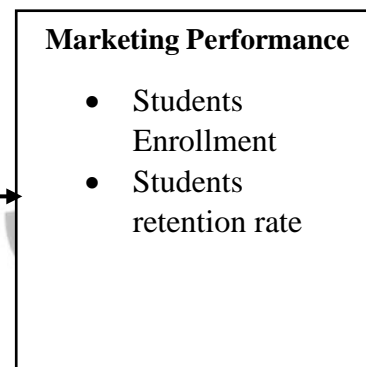 Marketing Performance
• Students
Enrollment
• Students
retention rate